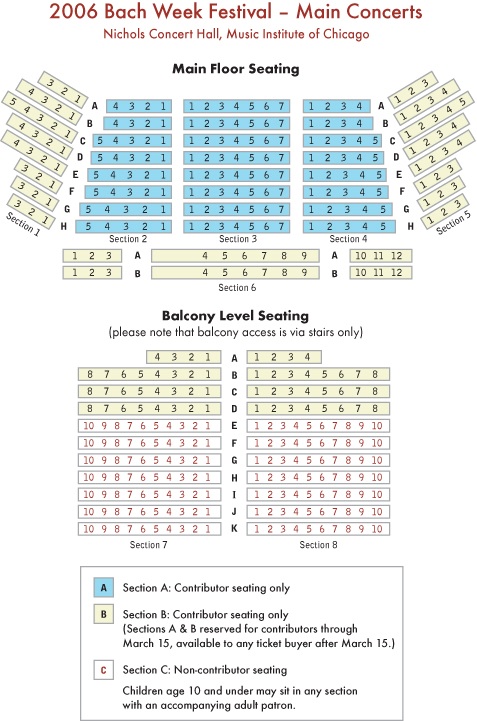 2006 Bach Week Festival – Main Concerts
Nichols Concert Hall, Music Institute of Chicago
Main Floor Seating
3 2 1 A 4 3 2 1 1 2 3 4 5 6 7 1 2 3 4 A 1 2 3
4 3 2 1 B 4 3 2 1 1 2 3 4 5 6 7 1 2 3 4 B 1 2 3 4
5 4 3 2 1 C 5 4 3 2 1 1 2 3 4 5 6 7 1 2 3 4 5 C 1 2 3 4 5
4 3 2 1 D 5 4 3 2 1 1 2 3 4 5 6 7 1 2 3 4 5 D 1 2 3 4
4 3 2 1 E 5 4 3 2 1 1 2 3 4 5 6 7 1 2 3 4 5 E 1 2 3 4
3 2 1 F 5 4 3 2 1 1 2 3 4 5 6 7 1 2 3 4 5 F 1 2 3
3 2 1 G 5 4 3 2 1 1 2 3 4 5 6 7 1 2 3 4 5 G 1 2 3
3 2 1 H 5 4 3 2 1 1 2 3 4 5 6 7 1 2 3 4 5 H 1 2 3
Section 1 Section 2 Section 3 Section 4 Section 5
1 2 3 A 4 5 6 7 8 9 A 10 11 12
1 2 3 B 4 5 6 7 8 9 B 10 11 12
Section 6
Balcony Level Seating
(please note that balcony access is via stairs only)
4 3 2 1 A 1 2 3 4
8 7 6 5 4 3 2 1 B 1 2 3 4 5 6 7 8
8 7 6 5 4 3 2 1 C 1 2 3 4 5 6 7 8
8 7 6 5 4 3 2 1 D 1 2 3 4 5 6 7 8
10 9 8 7 6 5 4 3 2 1 E 1 2 3 4 5 6 7 8 9 10
10 9 8 7 6 5 4 3 2 1 F 1 2 3 4 5 6 7 8 9 10
10 9 8 7 6 5 4 3 2 1 G 1 2 3 4 5 6 7 8 9 10
10 9 8 7 6 5 4 3 2 1 H 1 2 3 4 5 6 7 8 9 10
10 9 8 7 6 5 4 3 2 1 I 1 2 3 4 5 6 7 8 9 10
10 9 8 7 6 5 4 3 2 1 J 1 2 3 4 5 6 7 8 9 10
10 9 8 7 6 5 4 3 2 1 K 1 2 3 4 5 6 7 8 9 10
Section 7 Section 8
A Section A: Contributor seating only
B Section B: Contributor seating only
(Sections A & B reserved for contributors through
March 15, available to any ticket buyer after March 15.)
C Section C: Non-contributor seating
Children age 10 and under may sit in any section
with an accompanying adult patron.